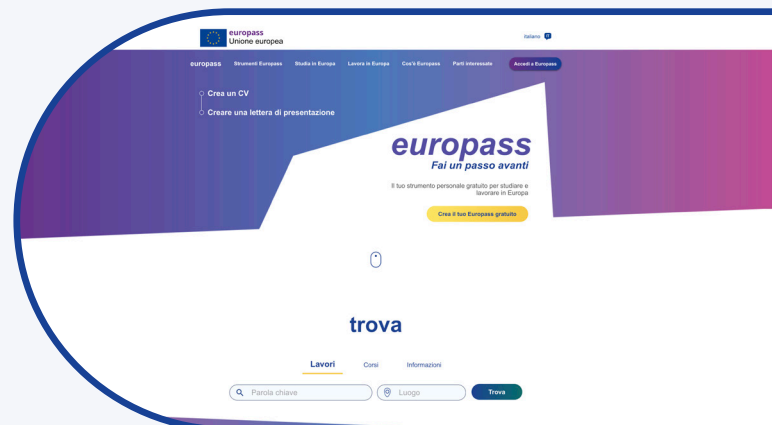 europass
Unione europea
italiano IT
europass Strumenti Europass Studia in Europa Lavora in Europa Cos'è Europass Parti interessate Accedi a Europass
Crea un CV
Creare una lettera di presentazione
europass
Fai un passo avanti
Il tuo strumento personale gratuito per studiare e
lavorare in Europa
Crea il tuo Europass gratuito
trova
Lavori Corsi Informazioni
Parola chiave Luogo Trova